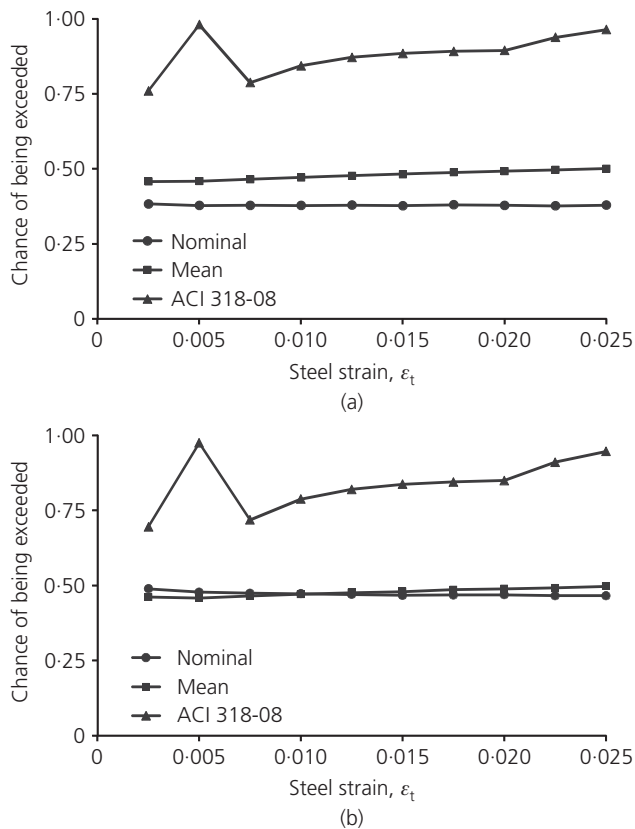 1·00
0·75
0·50
0·25
0
Chance of being exceeded
Nominal
Mean
ACI 318-08
0 0·005 0·010 0·015 0·020 0·025
Steel strain, εt
(a)
1·00
0·75
0·50
0·25
0
Chance of being exceeded
Nominal
Mean
ACI 318-08
0 0·005 0·010 0·015 0·020 0·025
Steel strain, εt
(b)